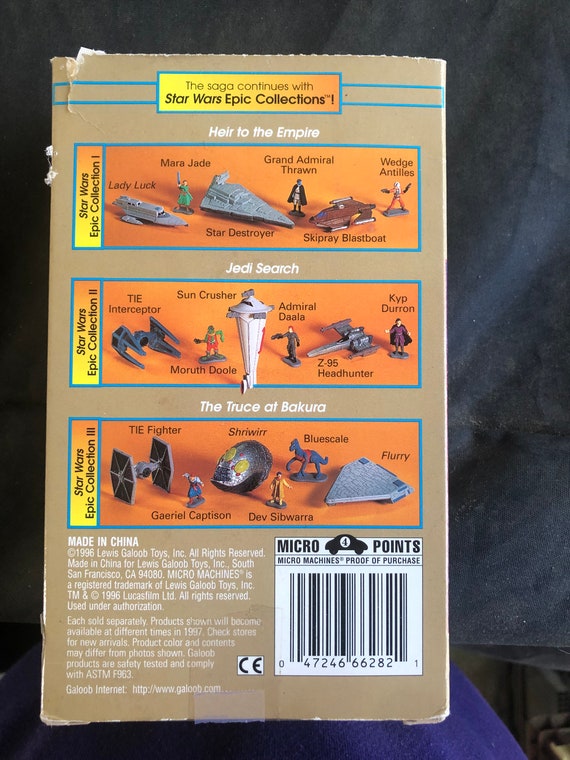 The saga continues with
Star Wars Epic Collections™!
Heir to the Empire
Star Wars
Epic Collection I
Lady Luck
Mara Jade
Star Destroyer
Grand Admiral
Thrawn
Skipray Blastboat
Wedge
Antilles
Jedi Search
Star Wars
Epic Collection II
TIE
Interceptor
Sun Crusher
Moruth Doole
Admiral
Daala
Z-95
Headhunter
Kyp
Durron
The Truce at Bakura
Star Wars
Epic Collection III
TIE Fighter
Gaeriel Captison
Shriwirr
Dev Sibwarra
Bluescale
Flurry
MADE IN CHINA
©1996 Lewis Galoob Toys, Inc. All Rights Reserved.
Made in China for Lewis Galoob Toys, Inc., South
San Francisco, CA 94080. MICRO MACHINES® is
a registered trademark of Lewis Galoob Toys, Inc.
TM & © 1996 Lucasfilm Ltd. All rights reserved.
Used under authorization.
Each sold separately. Products shown will become
available at different times in 1997. Check stores
for new arrivals. Product color and contents
may differ from photos shown. Galoob
products are safety tested and comply
with ASTM F963.
CE
Galoob Internet: http://www.galoob.com
MICRO 4 POINTS
MICRO MACHINES® PROOF OF PURCHASE
0 47246 66282 1